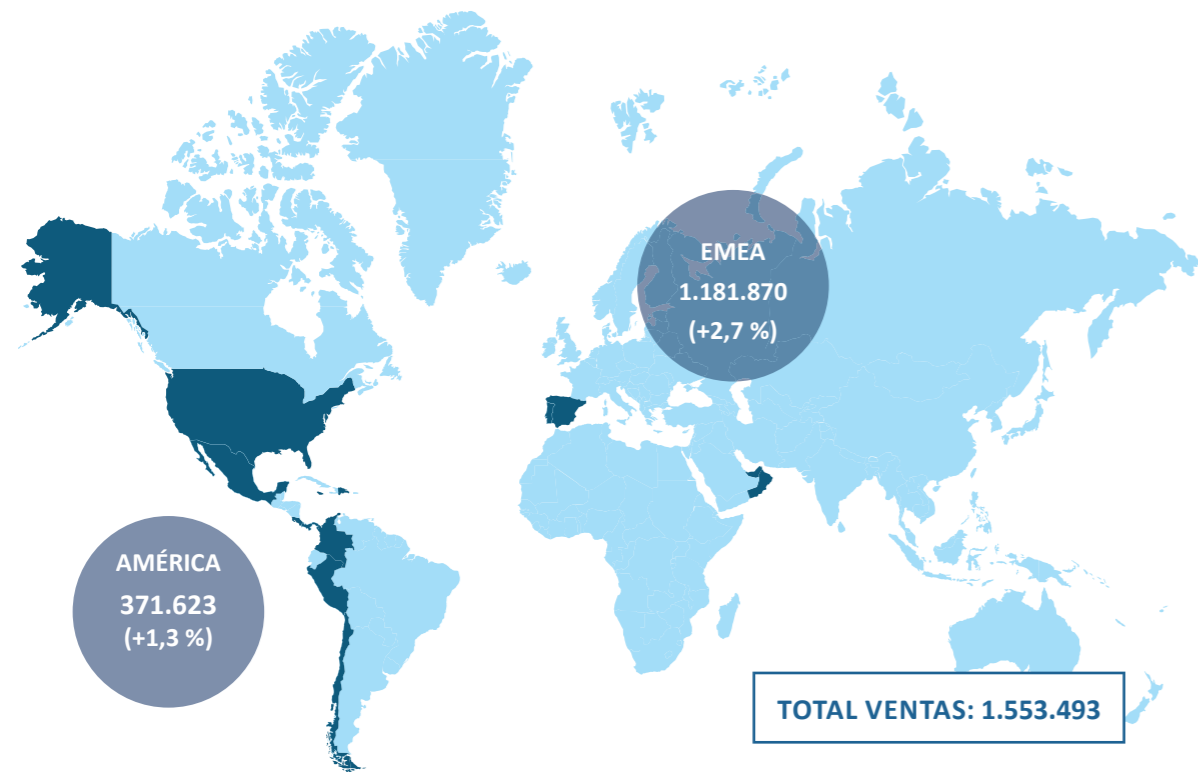 EMEA
1.181.870
(+2,7 %)
AMÉRICA
371.623
(+1,3 %)
TOTAL VENTAS: 1.553.493